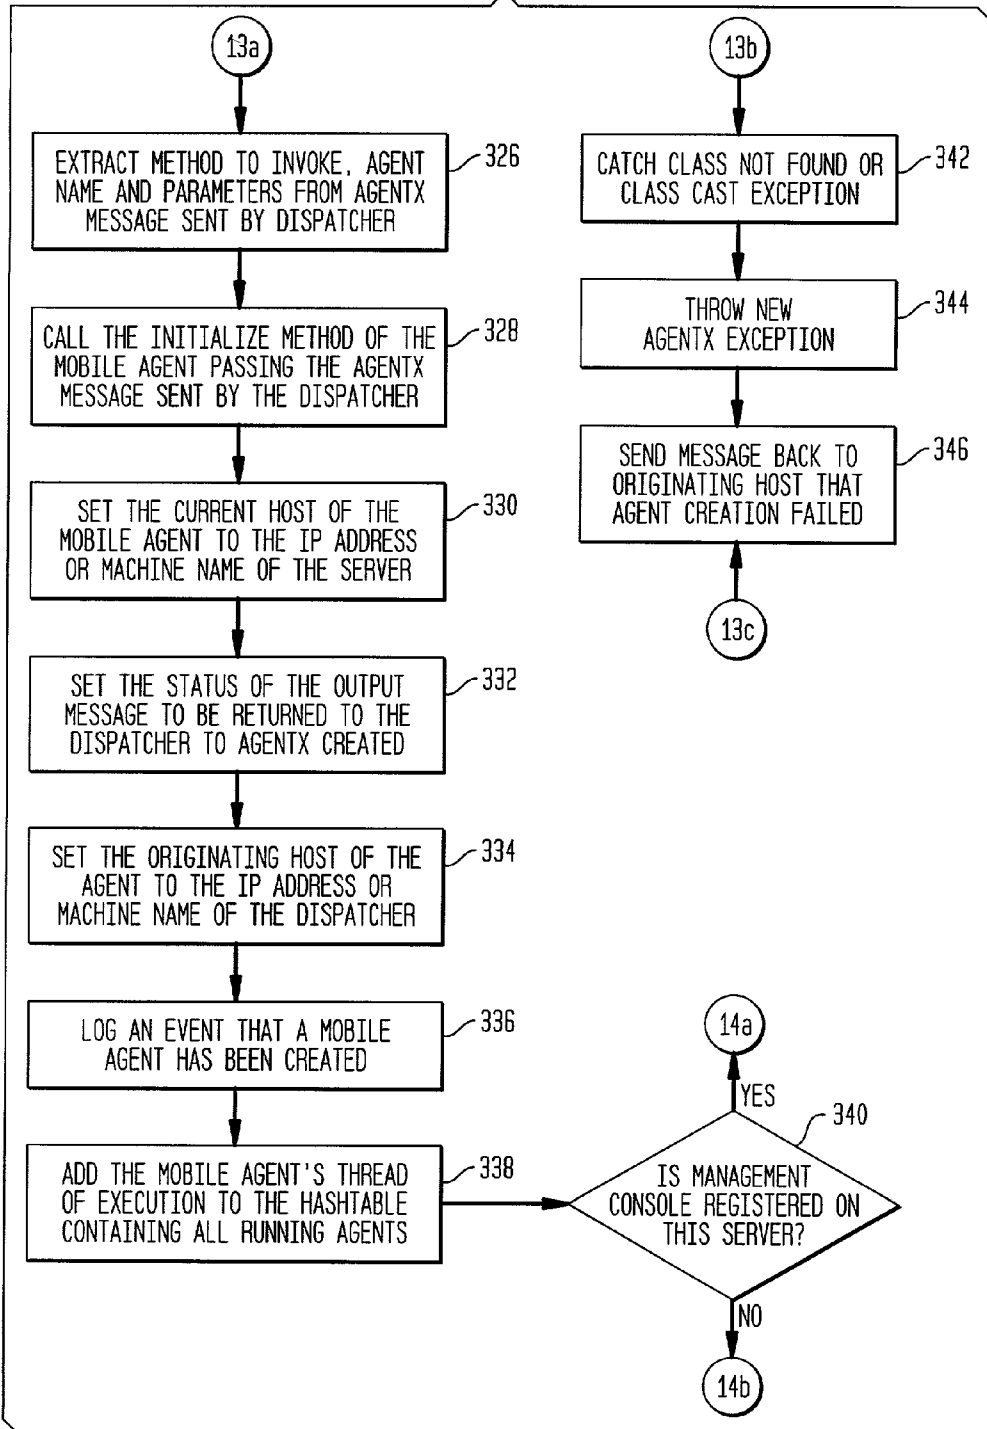 13a
EXTRACT METHOD TO INVOKE, AGENT
NAME AND PARAMETERS FROM AGENTX
MESSAGE SENT BY DISPATCHER
326
CALL THE INITIALIZE METHOD OF THE
MOBILE AGENT PASSING THE AGENTX
MESSAGE SENT BY THE DISPATCHER
328
SET THE CURRENT HOST OF THE
MOBILE AGENT TO THE IP ADDRESS
OR MACHINE NAME OF THE SERVER
330
SET THE STATUS OF THE OUTPUT
MESSAGE TO BE RETURNED TO THE
DISPATCHER TO AGENTX CREATED
332
SET THE ORIGINATING HOST OF THE
AGENT TO THE IP ADDRESS OR
MACHINE NAME OF THE DISPATCHER
334
LOG AN EVENT THAT A MOBILE
AGENT HAS BEEN CREATED
336
ADD THE MOBILE AGENT'S THREAD
OF EXECUTION TO THE HASHTABLE
CONTAINING ALL RUNNING AGENTS
338
13b
CATCH CLASS NOT FOUND OR
CLASS CAST EXCEPTION
342
THROW NEW
AGENTX EXCEPTION
344
SEND MESSAGE BACK TO
ORIGINATING HOST THAT
AGENT CREATION FAILED
346
13c
14a
YES
340
IS MANAGEMENT
CONSOLE REGISTERED ON
THIS SERVER?
NO
14b